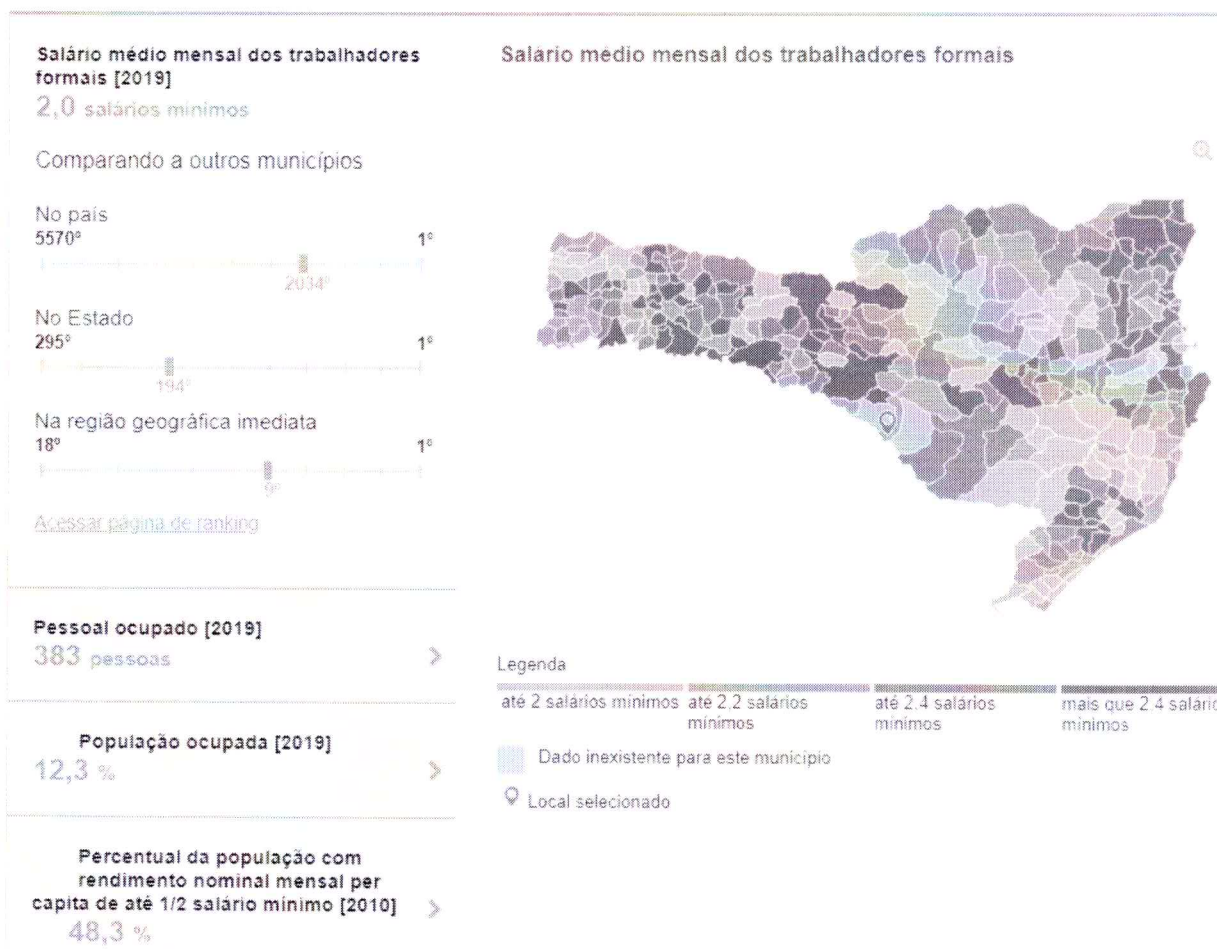 Salário médio mensal dos trabalhadores
formais [2019]
2,0 salários mínimos
Comparando a outros municípios
No país
5570º 1º
2034º
No Estado
295º 1º
194º
Na região geográfica imediata
18º 1º
9º
Acessar página de ranking
Pessoal ocupado [2019]
383 pessoas
População ocupada [2019]
12,3 %
Percentual da população com
rendimento nominal mensal per
capita de até 1/2 salário mínimo [2010]
48,3 %
Salário médio mensal dos trabalhadores formais
Legenda
até 2 salários mínimos
até 2,2 salários
mínimos
até 2,4 salários
mínimos
mais que 2,4 salário
mínimos
Dado inexistente para este município
Local selecionado